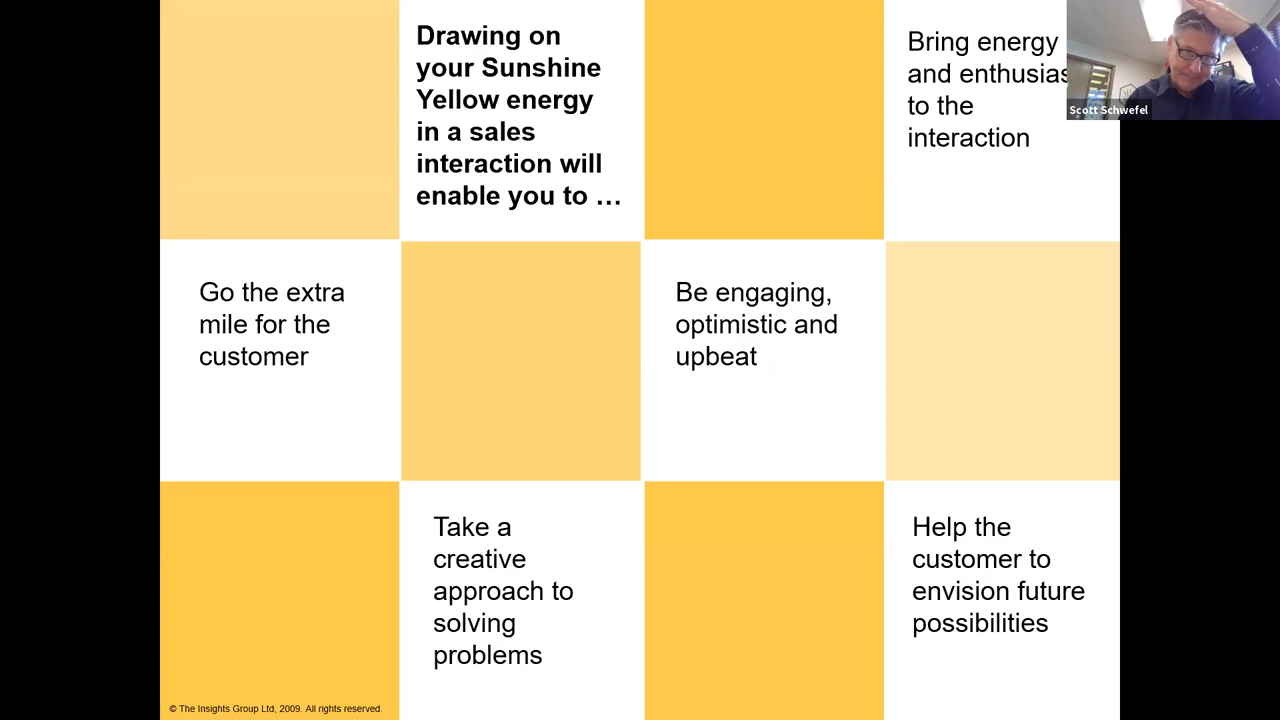 Drawing on
your Sunshine
Yellow energy
in a sales
interaction will
enable you to …
Bring energy
and enthusias
to the
interaction
Scott Schwefel
Go the extra
mile for the
customer
Be engaging,
optimistic and
upbeat
Take a
creative
approach to
solving
problems
Help the
customer to
envision future
possibilities
© The Insights Group Ltd, 2009. All rights reserved.